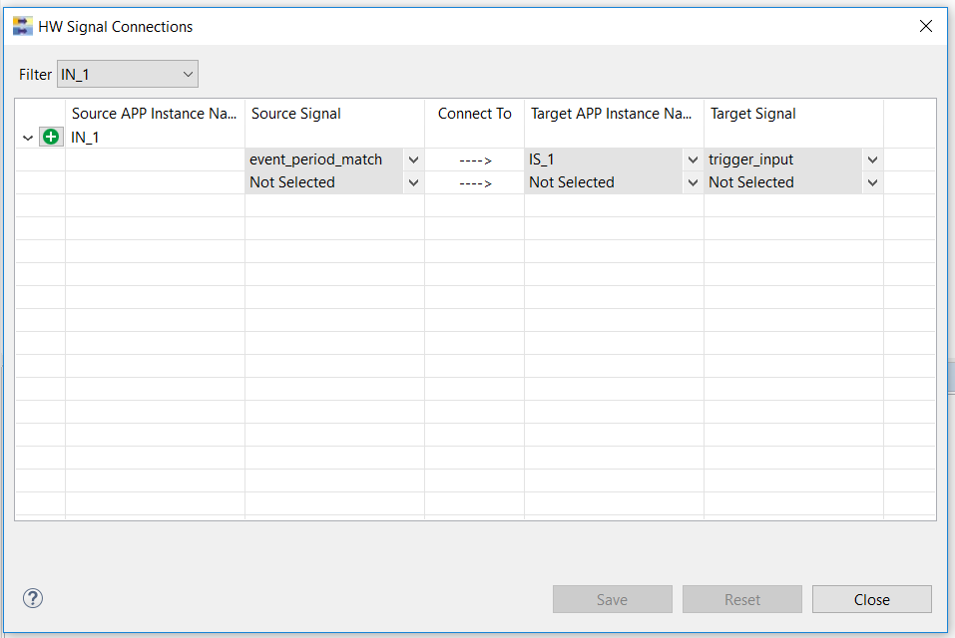 HW Signal Connections
Filter IN_1
Source APP Instance Na... Source Signal Connect To Target APP Instance Na... Target Signal
IN_1
event_period_match ----> IS_1 trigger_input
Not Selected ----> Not Selected Not Selected
? Save Reset Close